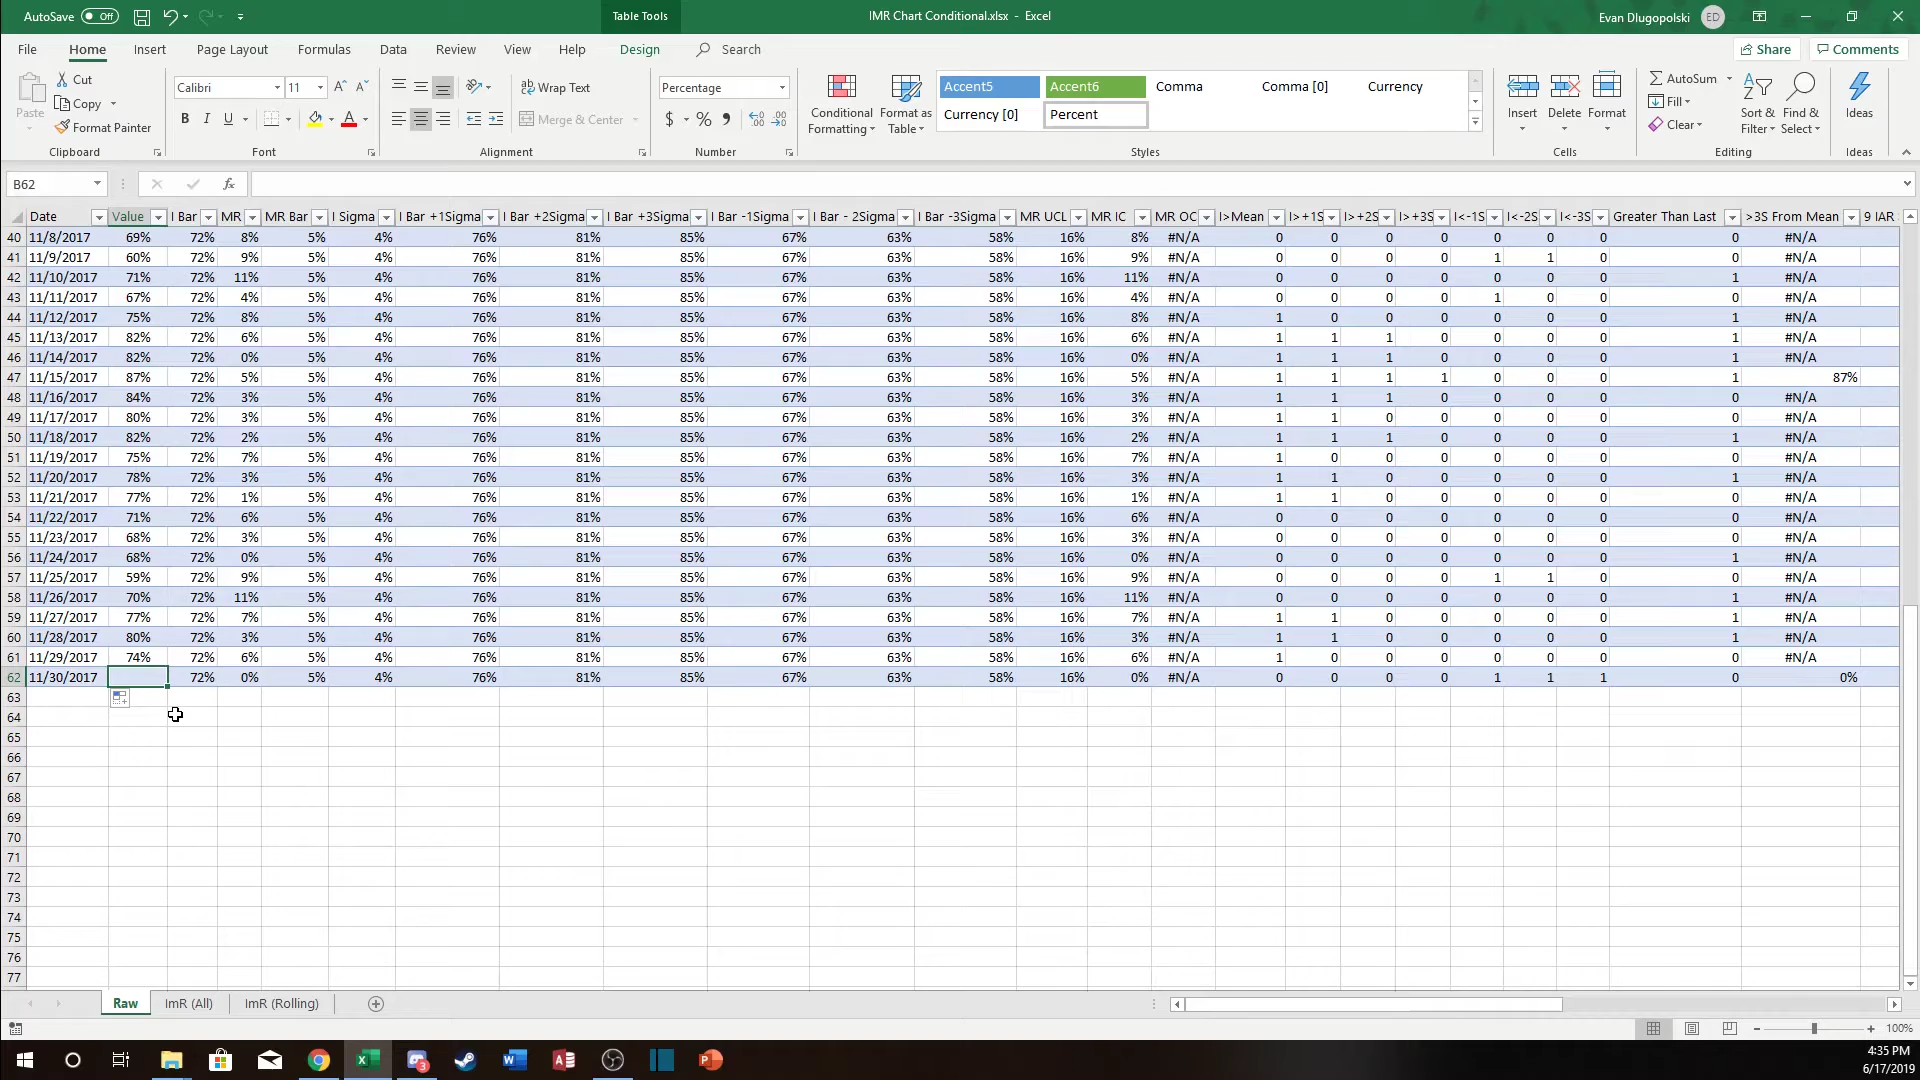 AutoSave Off
Table Tools
IMR Chart Conditional.xlsx - Excel
Evan Dlugopolski ED
File Home Insert Page Layout Formulas Data Review View Help Design Search Share Comments
Paste Cut Copy Format Painter
Calibri 11
B I U A
Wrap Text
Merge & Center
Percentage
$ % ,
Conditional Formatting
Format as Table
Accent5 Accent6 Comma Comma [0] Currency
Currency [0] Percent
Insert Delete Format
AutoSum Fill Clear
Sort & Filter
Find & Select
Ideas
Clipboard Font Alignment Number Styles Cells Editing Ideas
B62 fx
Date Value I Bar MR MR Bar I Sigma I Bar +1Sigma I Bar +2Sigma I Bar +3Sigma I Bar -1Sigma I Bar - 2Sigma I Bar -3Sigma MR UCL MR IC MR OC I>Mean I>+1S I>+2S I>+3S I<-1S I<-2S I<-3S Greater Than Last >3S From Mean 9 IAR
40 11/8/2017 69% 72% 8% 5% 4% 76% 81% 85% 67% 63% 58% 16% 8% #N/A 0 0 0 0 0 0 0 0 #N/A
41 11/9/2017 60% 72% 9% 5% 4% 76% 81% 85% 67% 63% 58% 16% 9% #N/A 0 0 0 0 1 1 0 0 #N/A
42 11/10/2017 71% 72% 11% 5% 4% 76% 81% 85% 67% 63% 58% 16% 11% #N/A 0 0 0 0 0 0 0 1 #N/A
43 11/11/2017 67% 72% 4% 5% 4% 76% 81% 85% 67% 63% 58% 16% 4% #N/A 0 0 0 0 1 0 0 0 #N/A
44 11/12/2017 75% 72% 8% 5% 4% 76% 81% 85% 67% 63% 58% 16% 8% #N/A 1 0 0 0 0 0 0 1 #N/A
45 11/13/2017 82% 72% 6% 5% 4% 76% 81% 85% 67% 63% 58% 16% 6% #N/A 1 1 1 0 0 0 0 1 #N/A
46 11/14/2017 82% 72% 0% 5% 4% 76% 81% 85% 67% 63% 58% 16% 0% #N/A 1 1 1 0 0 0 0 1 #N/A
47 11/15/2017 87% 72% 5% 5% 4% 76% 81% 85% 67% 63% 58% 16% 5% #N/A 1 1 1 1 0 0 0 1 87%
48 11/16/2017 84% 72% 3% 5% 4% 76% 81% 85% 67% 63% 58% 16% 3% #N/A 1 1 1 0 0 0 0 0 #N/A
49 11/17/2017 80% 72% 3% 5% 4% 76% 81% 85% 67% 63% 58% 16% 3% #N/A 1 1 0 0 0 0 0 0 #N/A
50 11/18/2017 82% 72% 2% 5% 4% 76% 81% 85% 67% 63% 58% 16% 2% #N/A 1 1 1 0 0 0 0 1 #N/A
51 11/19/2017 75% 72% 7% 5% 4% 76% 81% 85% 67% 63% 58% 16% 7% #N/A 1 0 0 0 0 0 0 0 #N/A
52 11/20/2017 78% 72% 3% 5% 4% 76% 81% 85% 67% 63% 58% 16% 3% #N/A 1 1 0 0 0 0 0 1 #N/A
53 11/21/2017 77% 72% 1% 5% 4% 76% 81% 85% 67% 63% 58% 16% 1% #N/A 1 1 0 0 0 0 0 0 #N/A
54 11/22/2017 71% 72% 6% 5% 4% 76% 81% 85% 67% 63% 58% 16% 6% #N/A 0 0 0 0 0 0 0 0 #N/A
55 11/23/2017 68% 72% 3% 5% 4% 76% 81% 85% 67% 63% 58% 16% 3% #N/A 0 0 0 0 0 0 0 0 #N/A
56 11/24/2017 68% 72% 0% 5% 4% 76% 81% 85% 67% 63% 58% 16% 0% #N/A 0 0 0 0 0 0 0 1 #N/A
57 11/25/2017 59% 72% 9% 5% 4% 76% 81% 85% 67% 63% 58% 16% 9% #N/A 0 0 0 0 1 1 0 0 #N/A
58 11/26/2017 70% 72% 11% 5% 4% 76% 81% 85% 67% 63% 58% 16% 11% #N/A 0 0 0 0 0 0 0 1 #N/A
59 11/27/2017 77% 72% 7% 5% 4% 76% 81% 85% 67% 63% 58% 16% 7% #N/A 1 1 0 0 0 0 0 1 #N/A
60 11/28/2017 80% 72% 3% 5% 4% 76% 81% 85% 67% 63% 58% 16% 3% #N/A 1 1 0 0 0 0 0 1 #N/A
61 11/29/2017 74% 72% 6% 5% 4% 76% 81% 85% 67% 63% 58% 16% 6% #N/A 1 0 0 0 0 0 0 0 #N/A
62 11/30/2017 72% 0% 5% 4% 76% 81% 85% 67% 63% 58% 16% 0% #N/A 0 0 0 0 1 1 1 0 0%
63
64
65
66
67
68
69
70
71
72
73
74
75
76
77
Raw ImR (All) ImR (Rolling)
100%
3
4:35 PM
6/17/2019